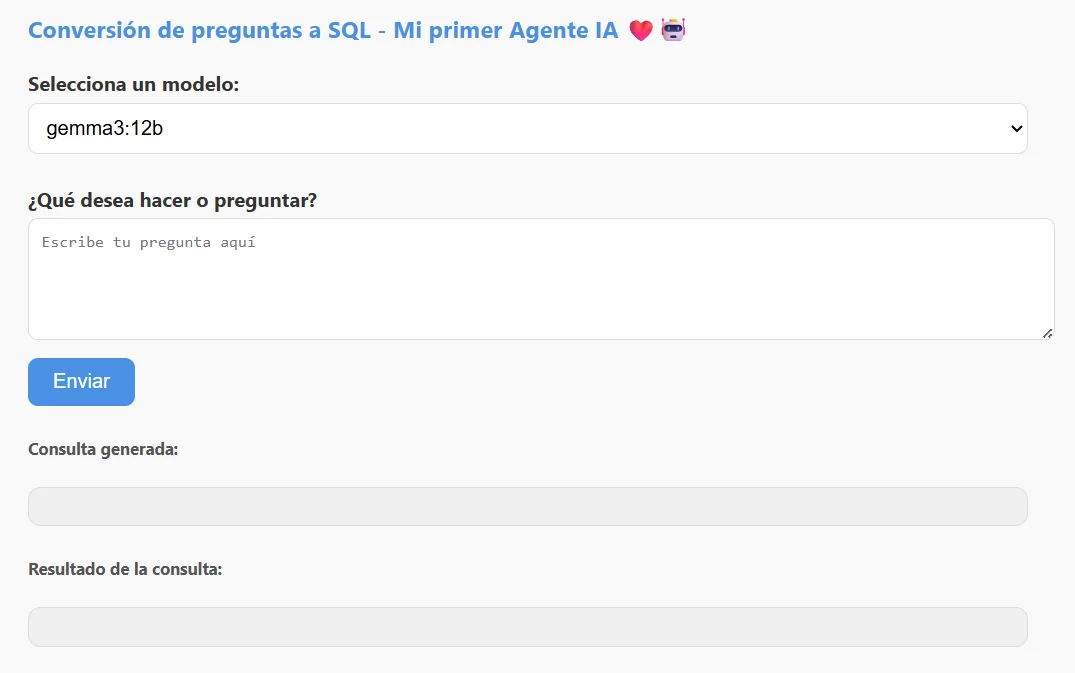 Conversión de preguntas a SQL - Mi primer Agente IA ❤️ 🤖
Selecciona un modelo:
gemma3:12b
¿Qué desea hacer o preguntar?
Escribe tu pregunta aquí
Enviar
Consulta generada:
Resultado de la consulta: